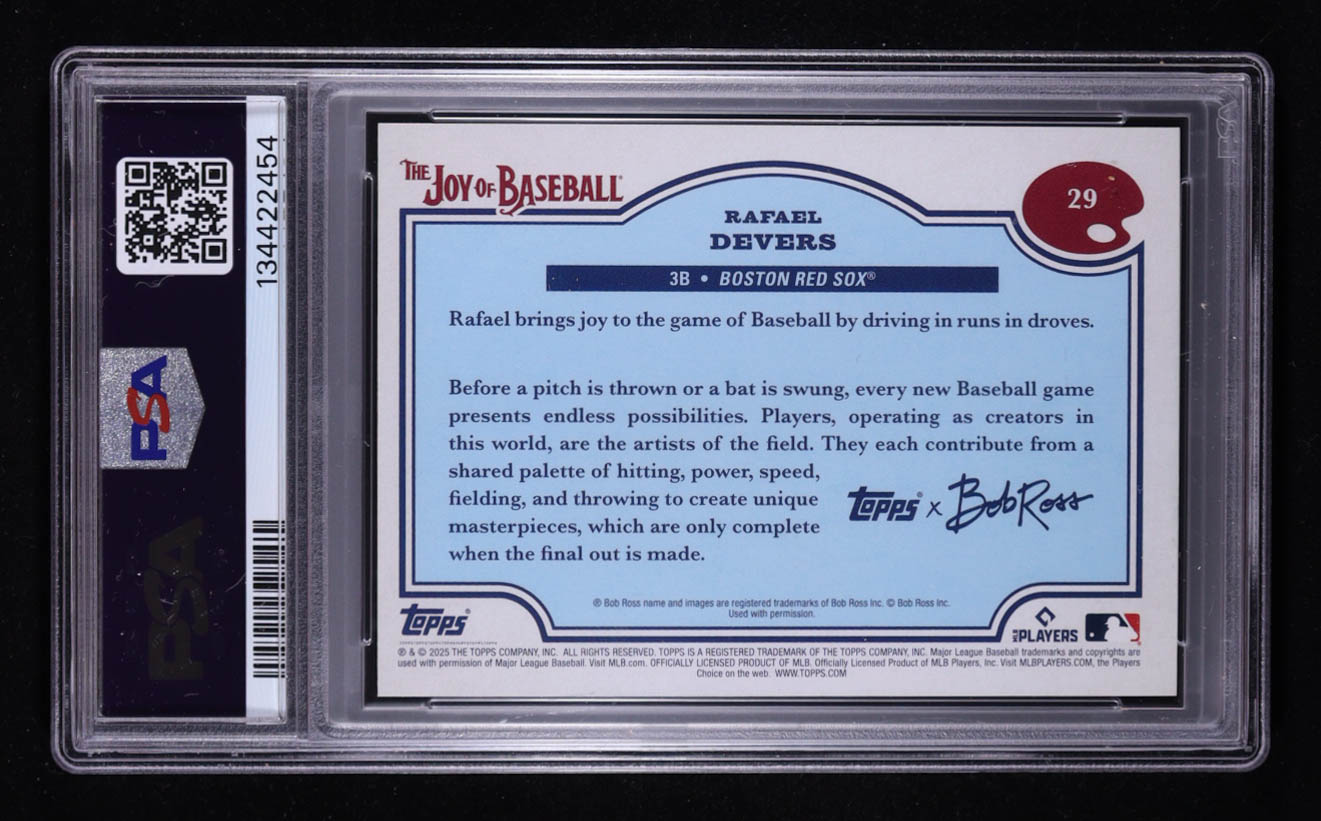 134422454
PSA
PSA
THE
JOY OF BASEBALL®
29
RAFAEL
DEVERS
3B • BOSTON RED SOX®
Rafael brings joy to the game of Baseball by driving in runs in droves.
Before a pitch is thrown or a bat is swung, every new Baseball game
presents endless possibilities. Players, operating as creators in
this world, are the artists of the field. They each contribute from a
shared palette of hitting, power, speed,
fielding, and throwing to create unique
masterpieces, which are only complete
when the final out is made.
TOPPS® x Bob Ross
® Bob Ross name and images are registered trademarks of Bob Ross Inc. © Bob Ross Inc.
Used with permission.
TOPPS®
MLB PLAYERS
® & © 2025 THE TOPPS COMPANY, INC. ALL RIGHTS RESERVED. TOPPS IS A REGISTERED TRADEMARK OF THE TOPPS COMPANY, INC. Major League Baseball trademarks and copyrights are
used with permission of Major League Baseball. Visit MLB.com. OFFICIALLY LICENSED PRODUCT OF MLB. Officially Licensed Product of MLB Players, Inc. Visit MLBPLAYERS.COM, the Players
Choice on the web. WWW.TOPPS.COM